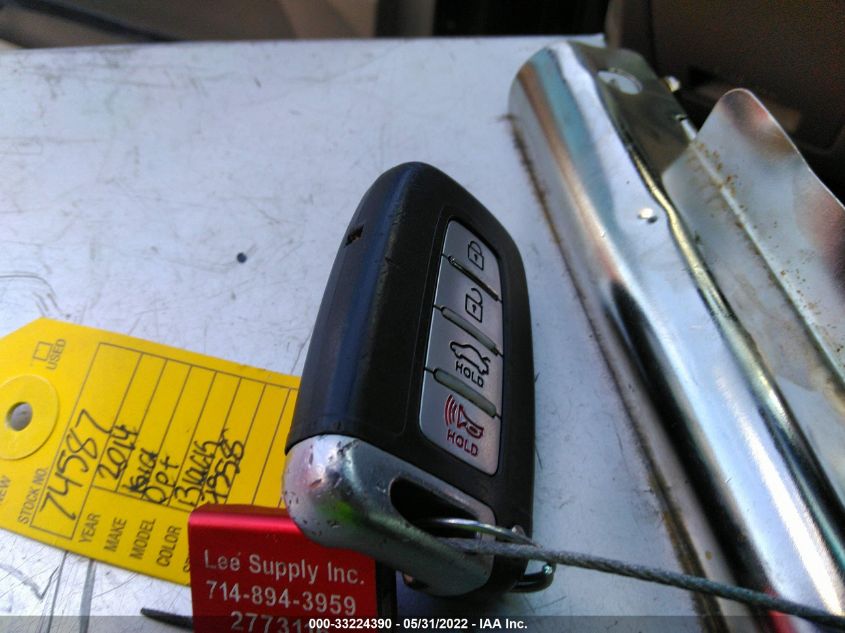 USED
NEW
STOCK NO. 74587
YEAR 2014
MAKE
MODEL Opt
COLOR Black
HOLD
HOLD
Lee Supply Inc.
714-894-3959
000-33224390 - 05/31/2022 - IAA Inc.